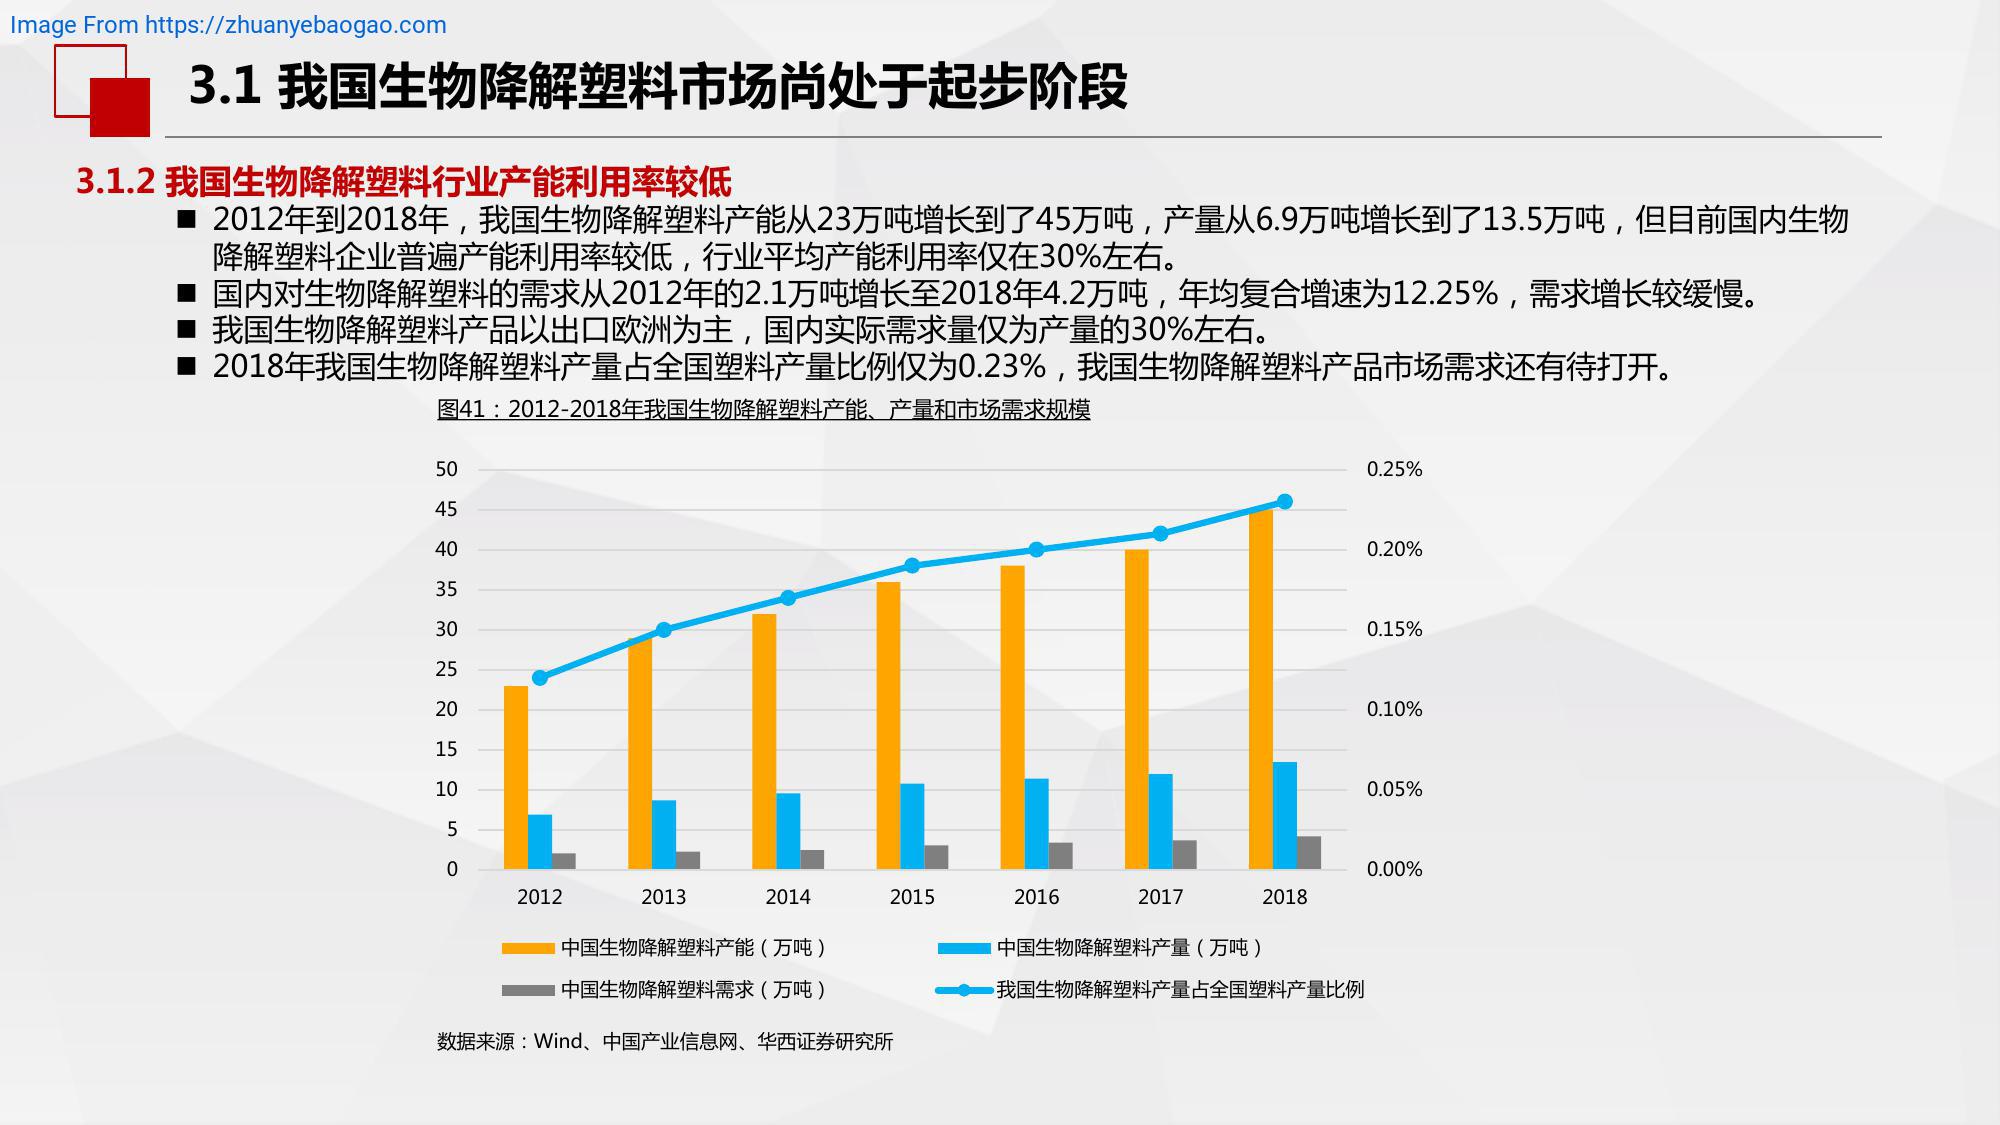 Image From https://zhuanyebaogao.com
3.1 我国生物降解塑料市场尚处于起步阶段
3.1.2 我国生物降解塑料行业产能利用率较低
■ 2012年到2018年，我国生物降解塑料产能从23万吨增长到了45万吨，产量从6.9万吨增长到了13.5万吨，但目前国内生物
降解塑料企业普遍产能利用率较低，行业平均产能利用率仅在30%左右。
■ 国内对生物降解塑料的需求从2012年的2.1万吨增长至2018年4.2万吨，年均复合增速为12.25%，需求增长较缓慢。
■ 我国生物降解塑料产品以出口欧洲为主，国内实际需求量仅为产量的30%左右。
■ 2018年我国生物降解塑料产量占全国塑料产量比例仅为0.23%，我国生物降解塑料产品市场需求还有待打开。
图41：2012-2018年我国生物降解塑料产能、产量和市场需求规模
50 0.25%
45
40 0.20%
35
30 0.15%
25
20 0.10%
15
10 0.05%
5
0 0.00%
2012 2013 2014 2015 2016 2017 2018
中国生物降解塑料产能（万吨） 中国生物降解塑料产量（万吨）
中国生物降解塑料需求（万吨） 我国生物降解塑料产量占全国塑料产量比例
数据来源：Wind、中国产业信息网、华西证券研究所